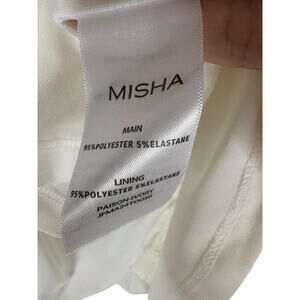 MISHA
MAIN
95%POLYESTER 5%ELASTANE
LINING
95%POLYESTER 5%ELASTANE
PAISON-IVORY